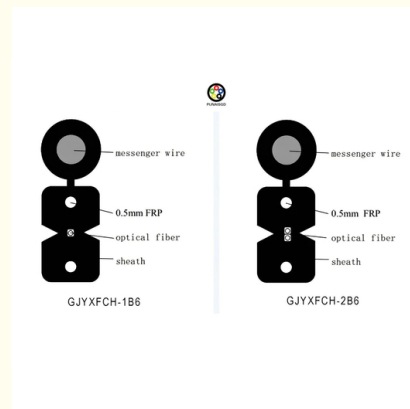 FUNABOO
messenger wire
0.5mm FRP
optical fiber
sheath
GJYXFCH-1B6
messenger wire
0.5mm FRP
optical fiber
sheath
GJYXFCH-2B6